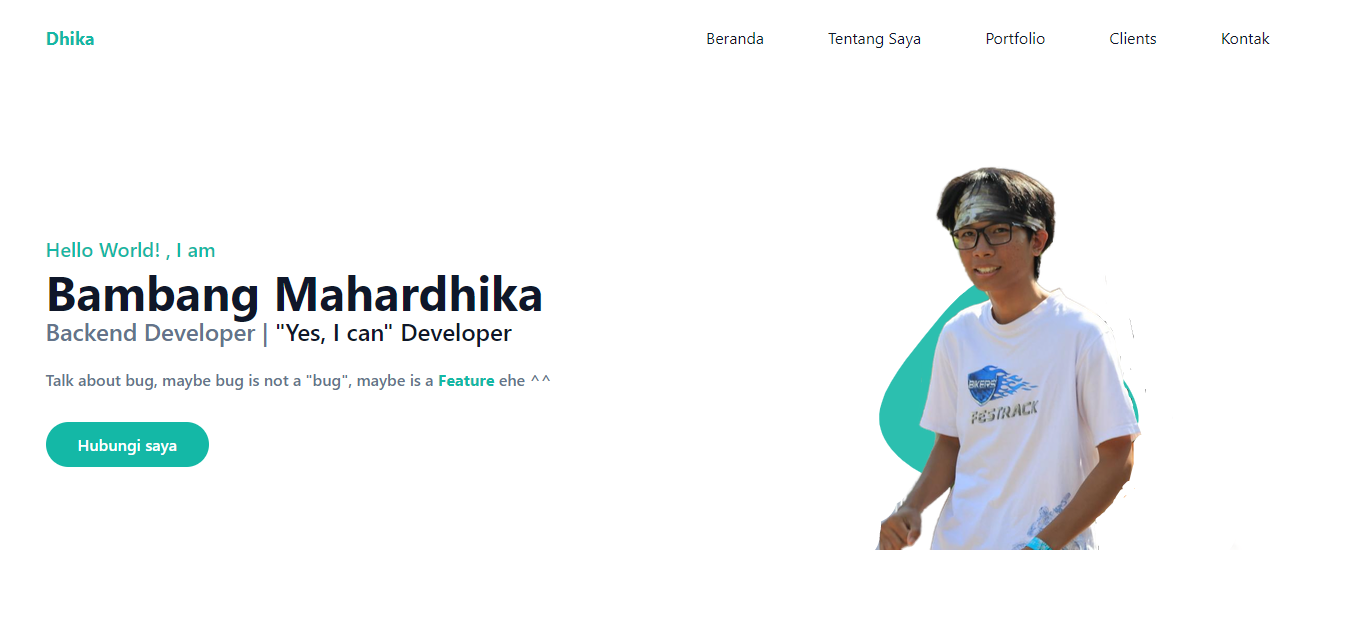 Dhika
Beranda Tentang Saya Portfolio Clients Kontak
Hello World! , I am
Bambang Mahardhika
Backend Developer | "Yes, I can" Developer
Talk about bug, maybe bug is not a "bug", maybe is a Feature ehe ^^
Hubungi saya
BIKERS
FESTRACK